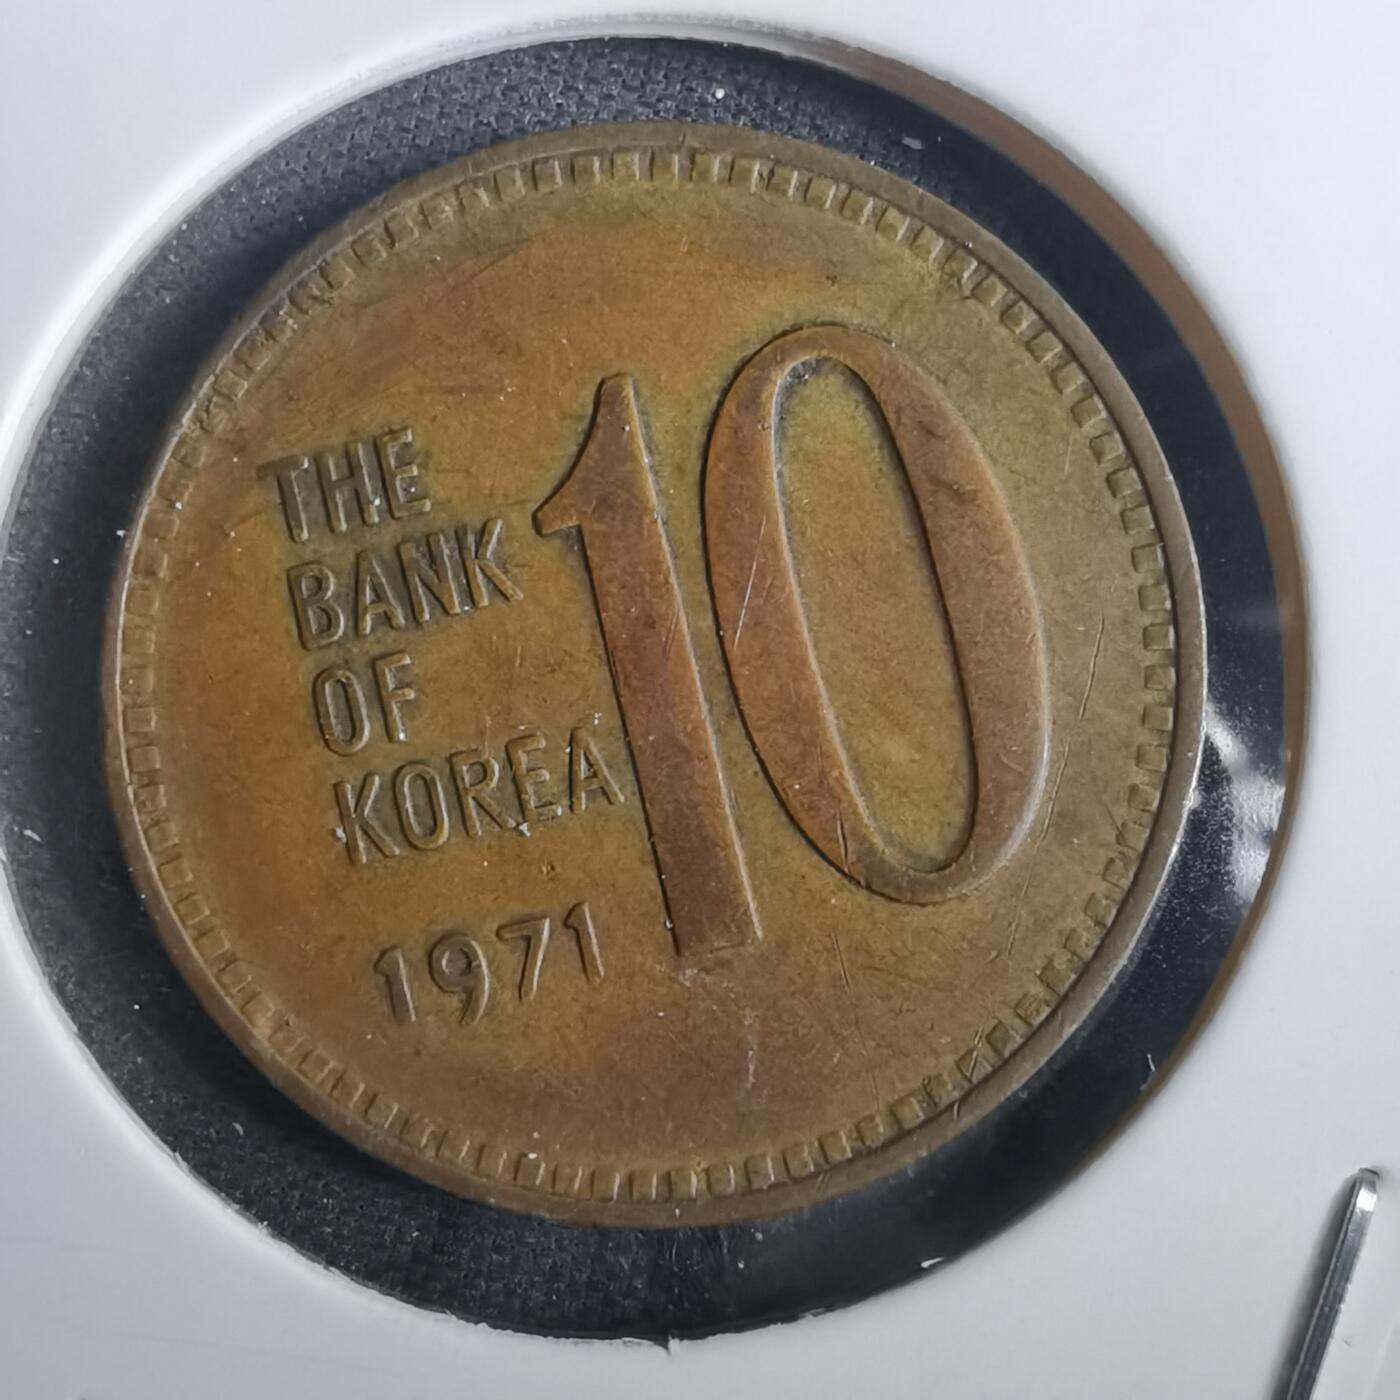 THE
BANK
OF
KOREA
1971
10